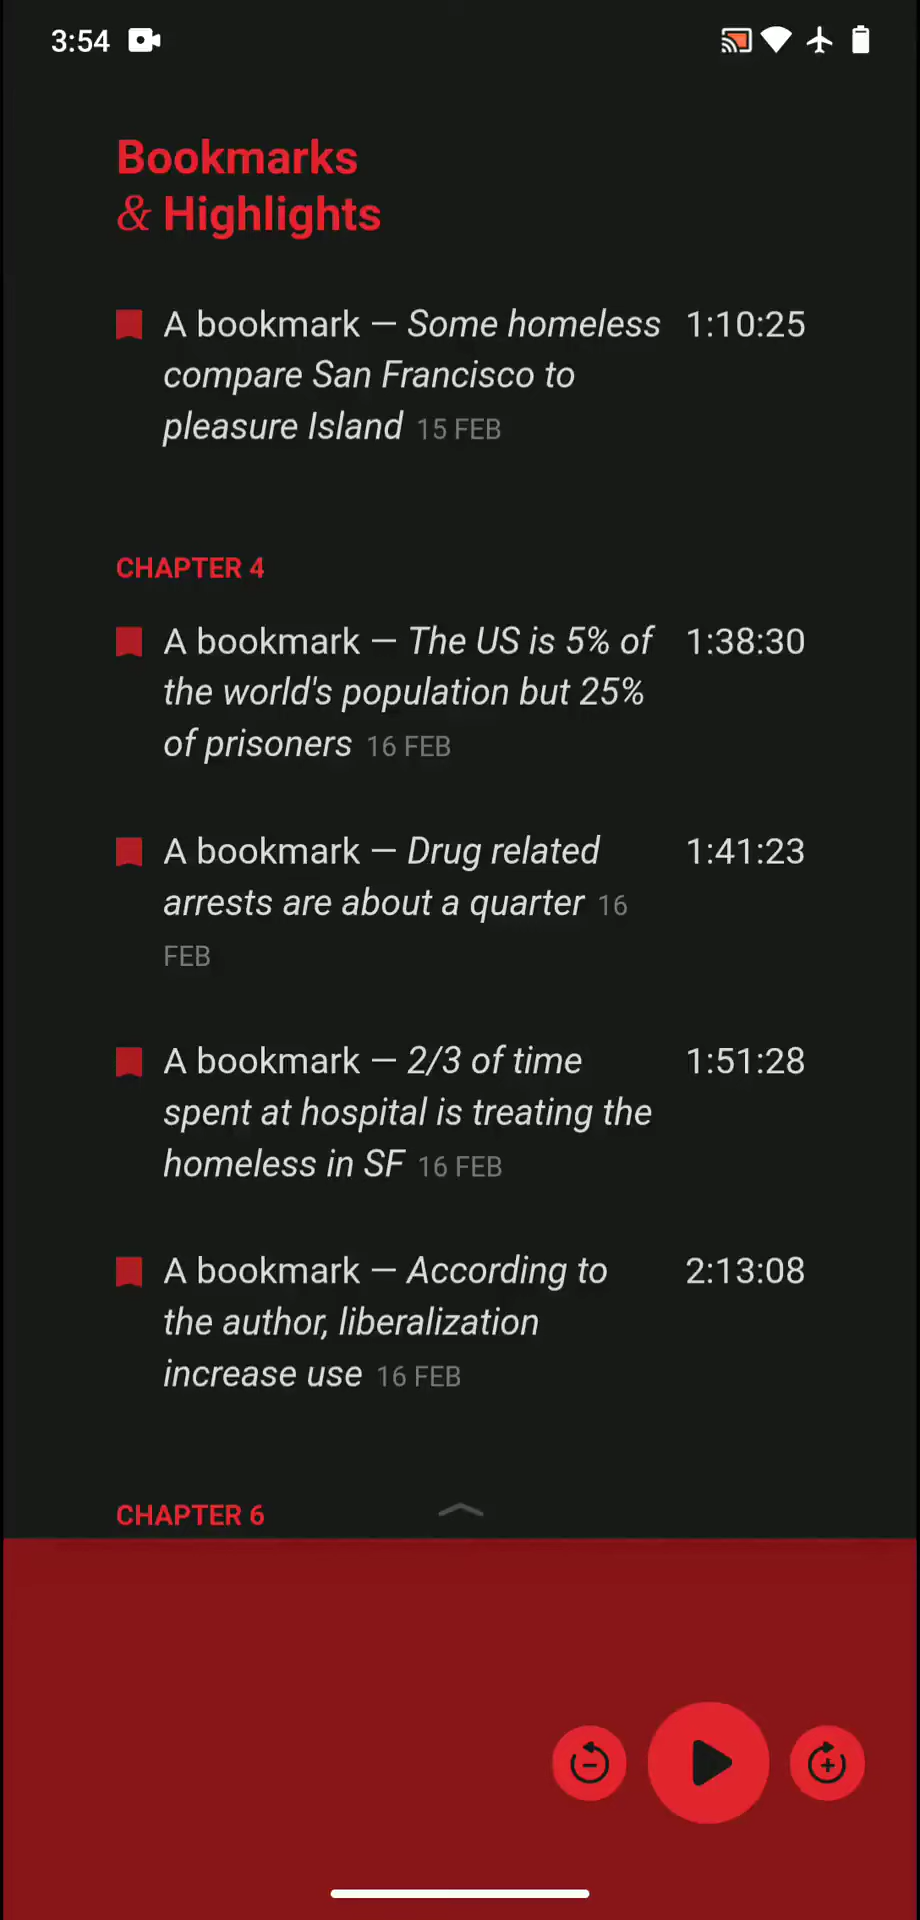 3:54
Bookmarks
& Highlights
A bookmark — Some homeless 1:10:25
compare San Francisco to
pleasure Island 15 FEB
CHAPTER 4
A bookmark — The US is 5% of 1:38:30
the world's population but 25%
of prisoners 16 FEB
A bookmark — Drug related 1:41:23
arrests are about a quarter 16
FEB
A bookmark — 2/3 of time 1:51:28
spent at hospital is treating the
homeless in SF 16 FEB
A bookmark — According to 2:13:08
the author, liberalization
increase use 16 FEB
CHAPTER 6